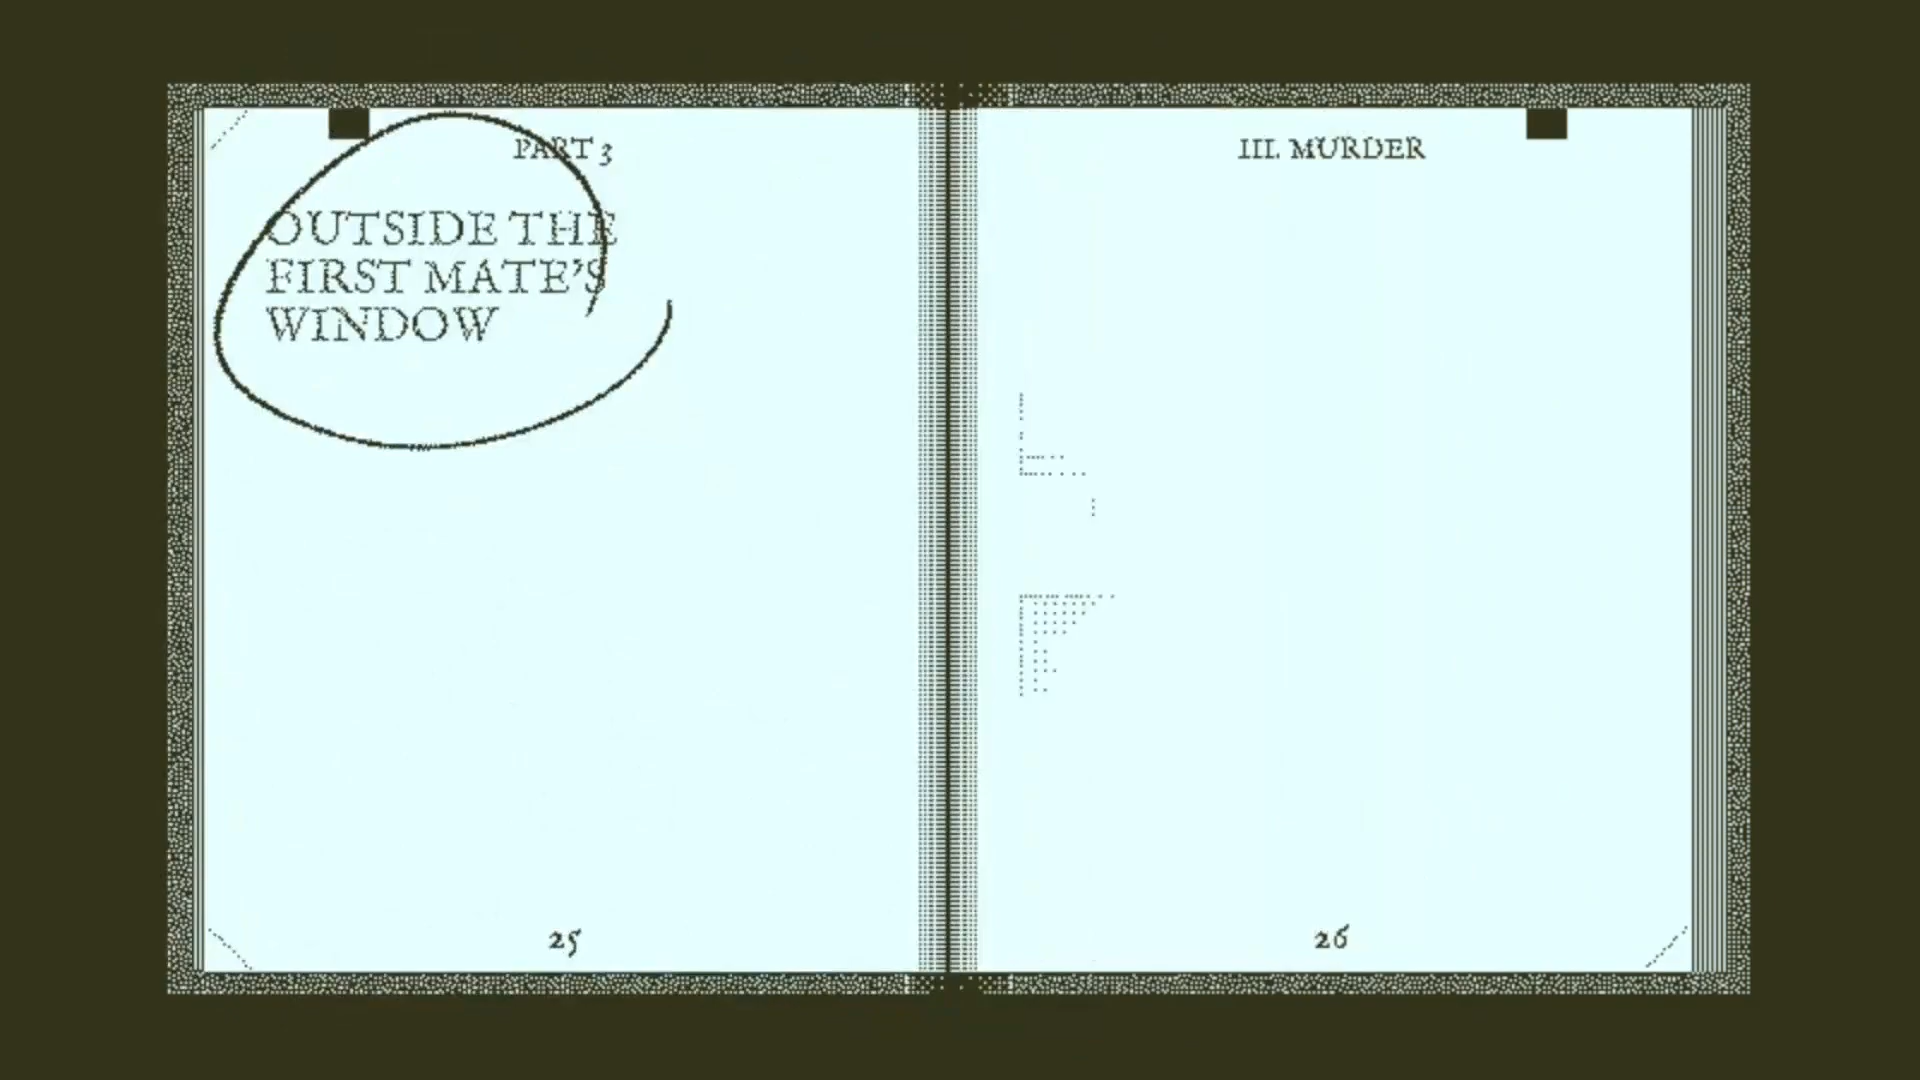 PART 3
OUTSIDE THE
FIRST MATE'S
WINDOW
25
III. MURDER
26